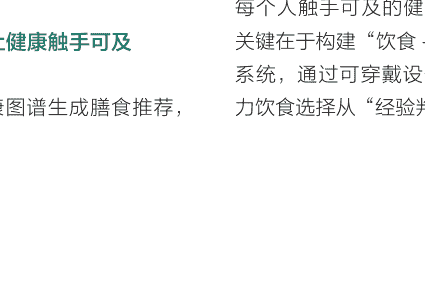 让健康触手可及
康图谱生成膳食推荐，
每个人触手可及的健
关键在于构建“饮食 -
系统，通过可穿戴设
力饮食选择从“经验判